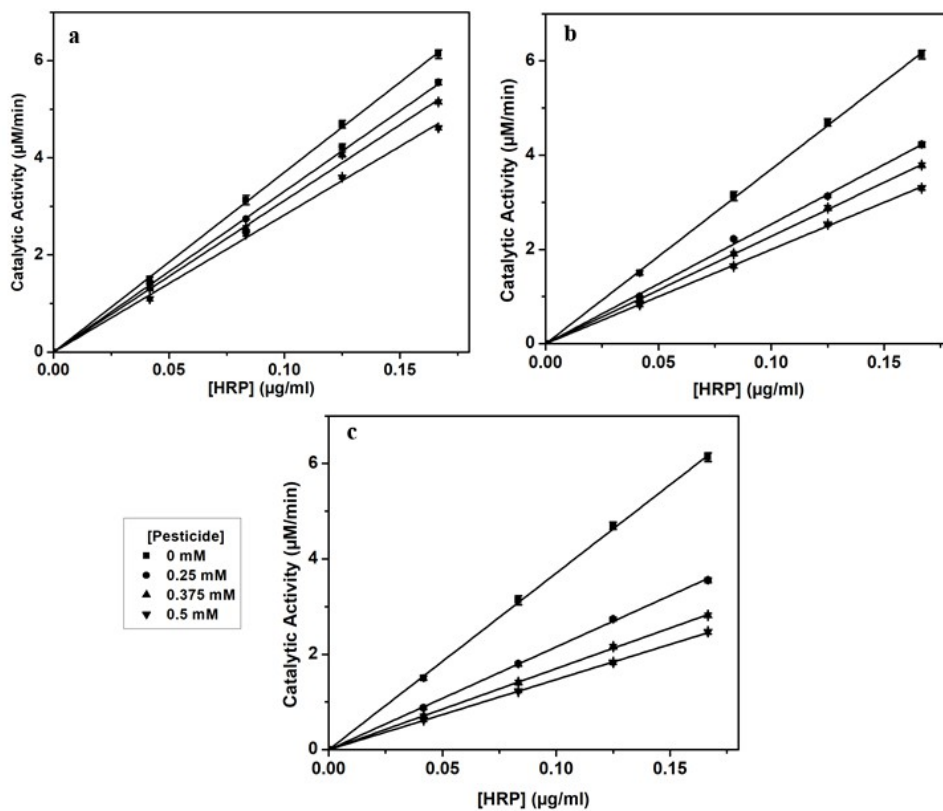 a
6
4
2
0
0.00
0.05
0.10
0.15
Catalytic Activity (µM/min)
[HRP] (µg/ml)
b
6
4
2
0
0.00
0.05
0.10
0.15
Catalytic Activity (µM/min)
[HRP] (µg/ml)
c
6
4
2
0
0.00
0.05
0.10
0.15
Catalytic Activity (µM/min)
[HRP] (µg/ml)
[Pesticide]
0 mM
0.25 mM
0.375 mM
0.5 mM